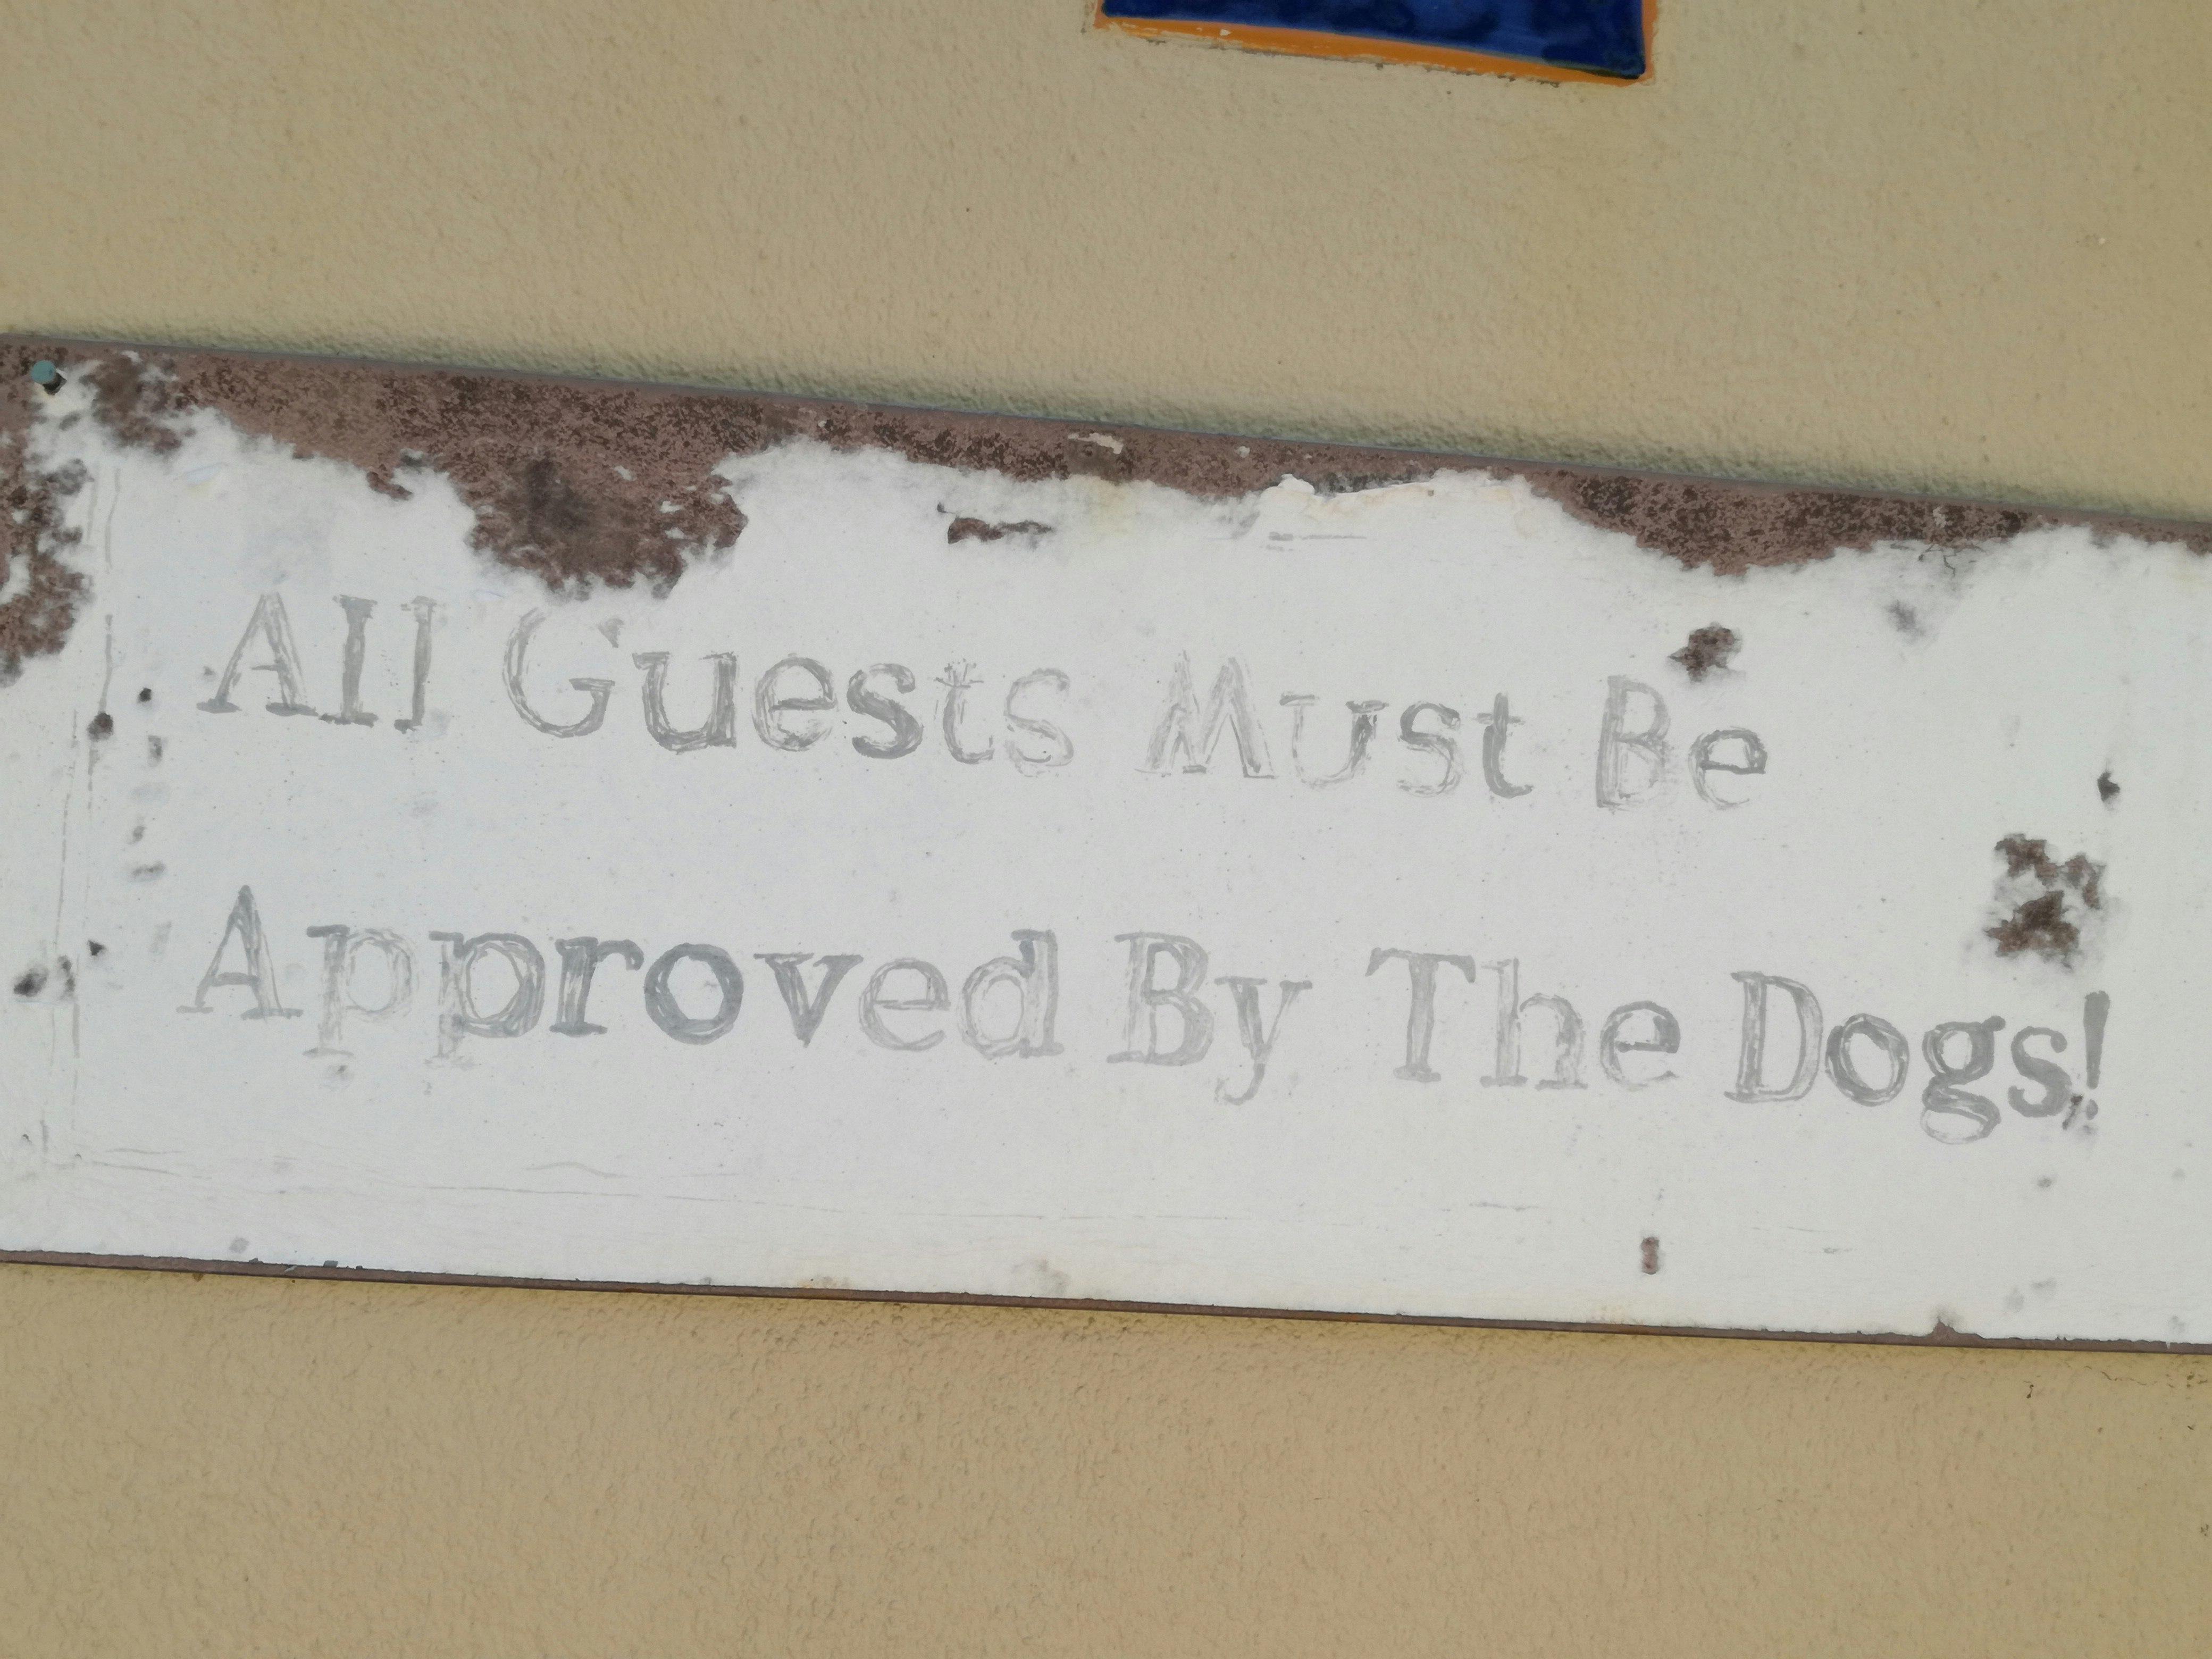 All Guests Must Be
Approved By The Dogs!